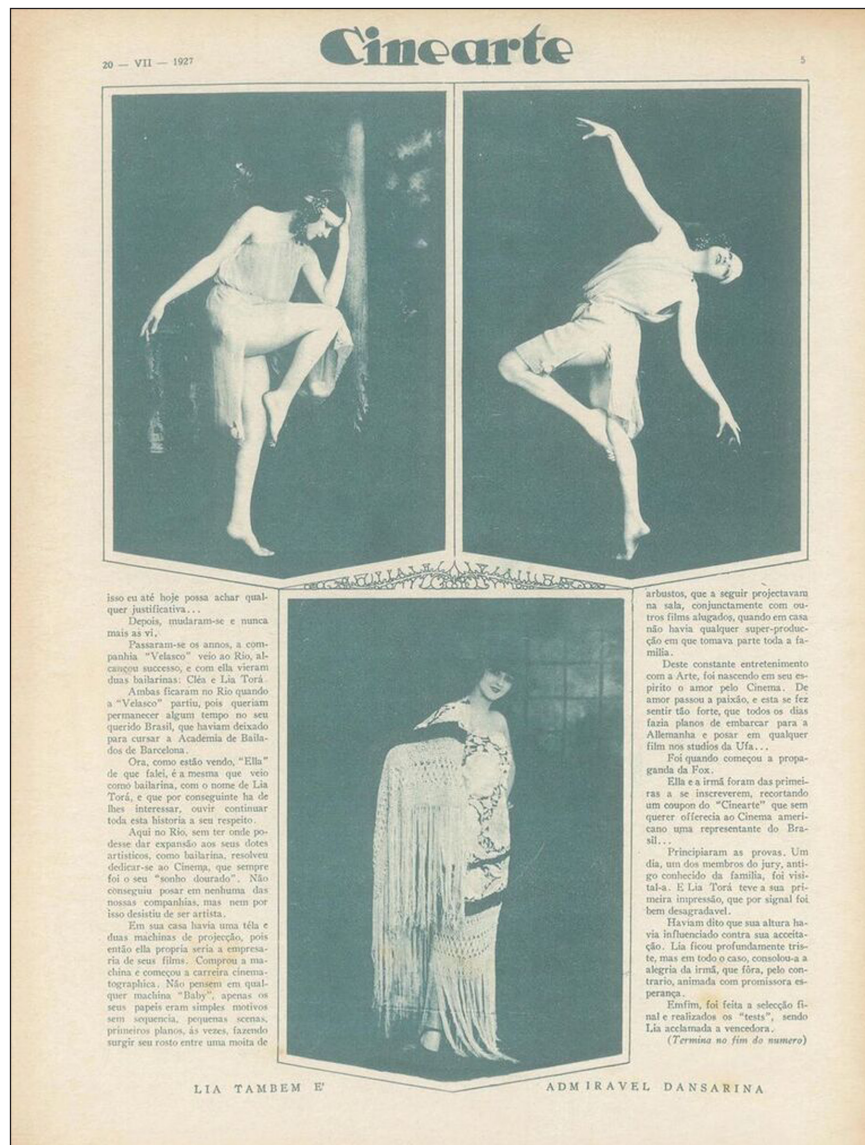 20 — VII — 1927
Cinearte
5
isso eu até hoje possa achar qual-
quer justificativa...
Depois, mudaram-se e nunca
mais as vi.
Passaram-se os annos, a com-
panhia "Velasco" veio ao Rio, al-
cançou successo, e com ella vieram
duas bailarinas: Cléa e Lia Torá.
Ambas ficaram no Rio quando
a "Velasco" partiu, pois queriam
permanecer algum tempo no seu
querido Brasil, que haviam deixado
para cursar a Academia de Baila-
dos de Barcelona.
Ora, como estão vendo, "Ella"
de que falei, é a mesma que veio
como bailarina, com o nome de Lia
Torá, e que por conseguinte ha de
lhes interessar, ouvir continuar
toda esta historia a seu respeito.
Aqui no Rio, sem ter onde po-
desse dar expansão aos seus dotes
artisticos, como bailarina, resolveu
dedicar-se ao Cinema, que sempre
foi o seu "sonho dourado". Não
conseguiu posar em nenhuma das
nossas companhias, mas nem por
isso desistiu de ser artista.
Em sua casa havia uma téla e
duas machinas de projecção, pois
então ella propria seria a empresa-
ria de seus films. Comprou a ma-
china e começou a carreira cinema-
tographica. Não pensem em qual-
quer machina "Baby", apenas os
seus papeis eram simples motivos
sem sequencia, pequenas scenas,
primeiros planos, ás vezes, fazendo
surgir seu rosto entre uma moita de
arbustos, que a seguir projectavam
na sala, conjunctamente com ou-
tros films alugados, quando em casa
não havia qualquer super-producc-
ção em que tomava parte toda a fa-
milia.
Deste constante entretenimento
com a Arte, foi nascendo em seu es-
pirito o amor pelo Cinema. De
amor passou a paixão, e esta se fez
sentir tão forte, que todos os dias
fazia planos de embarcar para a
Allemanha e posar em qualquer
film nos studios da Ufa...
Foi quando começou a propa-
ganda da Fox.
Ella e a irmã foram das primei-
ras a se inscreverem, recortando
um coupon do "Cinearte" que sem
querer offerecia ao Cinema ameri-
cano uma representante do Bra-
sil...
Principiaram as provas. Um
dia, um dos membros do jury, anti-
go conhecido da familia, foi visi-
tal-a. E Lia Torá teve a sua pri-
meira impressão, que por signal foi
bem desagradavel.
Haviam dito que sua altura ha-
via influenciado contra sua acceita-
ção. Lia ficou profundamente tris-
te, mas em todo o caso, consolou-a a
alegria da irmã, que fôra, pelo con-
trario, animada com promissora es-
perança.
Emfim, foi feita a selecção fi-
nal e realizados os "tests", sendo
Lia acclamada a vencedora.
(Termina no fim do numero)
LIA TAMBEM E' ADMIRAVEL DANSARINA